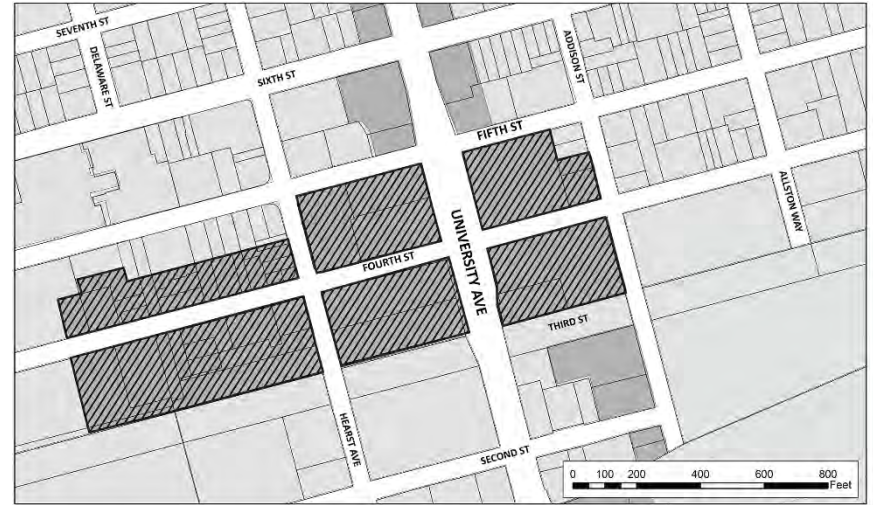 SEVENTH ST
DELAWARE ST
SIXTH ST
ADDISON ST
FIFTH ST
ALLSTON WAY
UNIVERSITY AVE
FOURTH ST
THIRD ST
HEARST AVE
SECOND ST
0 100 200 400 600 800
Feet